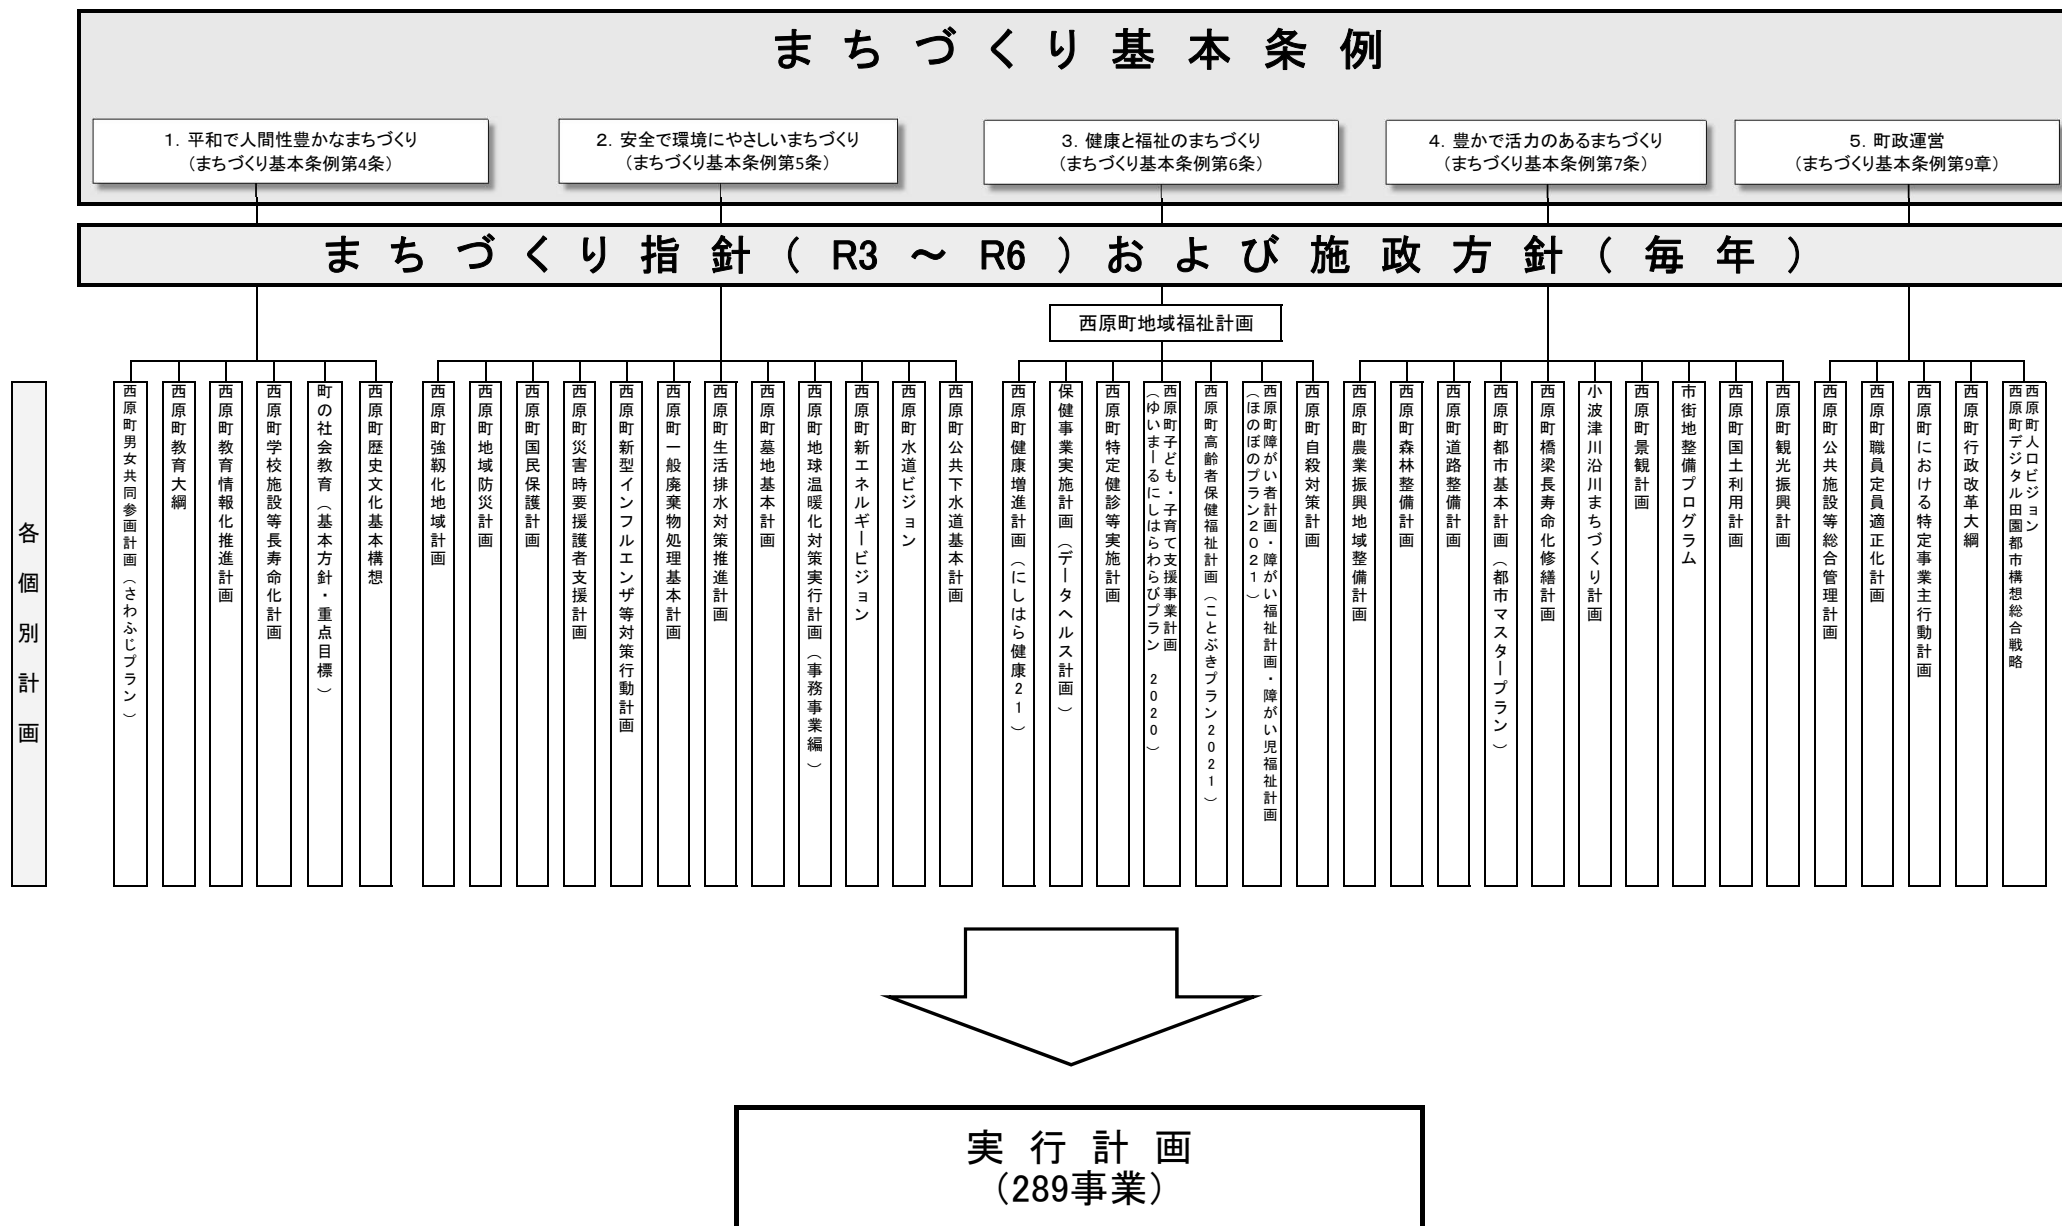 まちづくり基本条例
1．平和で人間性豊かなまちづくり
（まちづくり基本条例第4条）
2．安全で環境にやさしいまちづくり
（まちづくり基本条例第5条）
3．健康と福祉のまちづくり
（まちづくり基本条例第6条）
4．豊かで活力のあるまちづくり
（まちづくり基本条例第7条）
5．町政運営
（まちづくり基本条例第9章）
まちづくり指針（R3～R6）および施政方針（毎年）
西原町地域福祉計画
各個別計画
西原町男女共同参画計画（さわふじプラン）
西原町教育大綱
西原町教育情報化推進計画
西原町学校施設等長寿命化計画
町の社会教育（基本方針・重点目標）
西原町歴史文化基本構想
西原町強靱化地域計画
西原町地域防災計画
西原町国民保護計画
西原町災害時要援護者支援計画
西原町新型インフルエンザ等対策行動計画
西原町一般廃棄物処理基本計画
西原町生活排水対策推進計画
西原町墓地基本計画
西原町地球温暖化対策実行計画（事務事業編）
西原町新エネルギービジョン
西原町水道ビジョン
西原町公共下水道基本計画
西原町健康増進計画（にしはら健康21）
保健事業実施計画（データヘルス計画）
西原町特定健診等実施計画
西原町子ども・子育て支援事業計画
（ゆいまーるにしはらわらびプラン　2020）
西原町高齢者保健福祉計画（ことぶきプラン2021）
西原町障がい者計画・障がい福祉計画・障がい児福祉計画
（ほのぼのプラン2021）
西原町自殺対策計画
西原町農業振興地域整備計画
西原町森林整備計画
西原町道路整備計画
西原町都市基本計画（都市マスタープラン）
西原町橋梁長寿命化修繕計画
小波津川沿川まちづくり計画
西原町景観計画
市街地整備プログラム
西原町国土利用計画
西原町観光振興計画
西原町公共施設等総合管理計画
西原町職員定員適正化計画
西原町における特定事業主行動計画
西原町行政改革大綱
西原町人口ビジョン
西原町デジタル田園都市構想総合戦略
実行計画
（289事業）